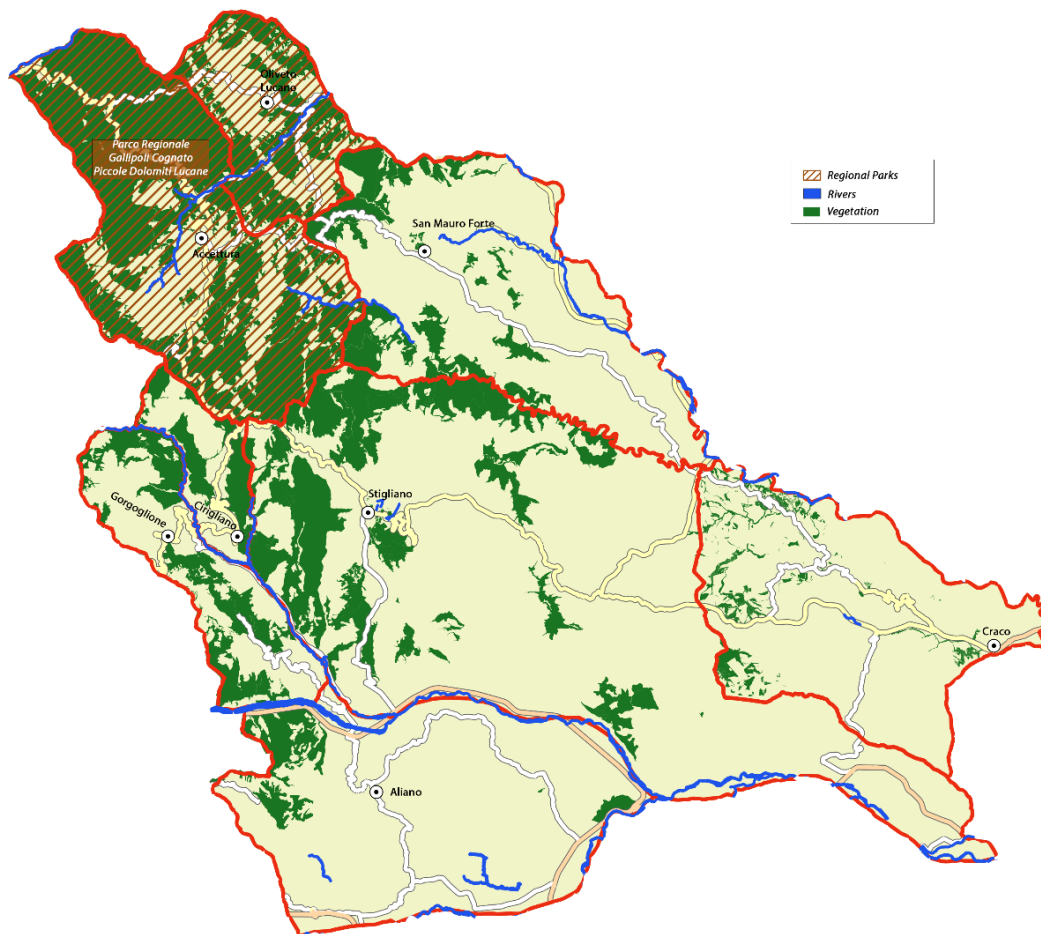 Oliveto
Lucano
Parco Regionale
Gallipoli Cognato
Piccole Dolomiti Lucane
Regional Parks
Rivers
Vegetation
San Mauro Forte
Accettura
Stigliano
Gorgoglione
Cirigliano
Craco
Aliano